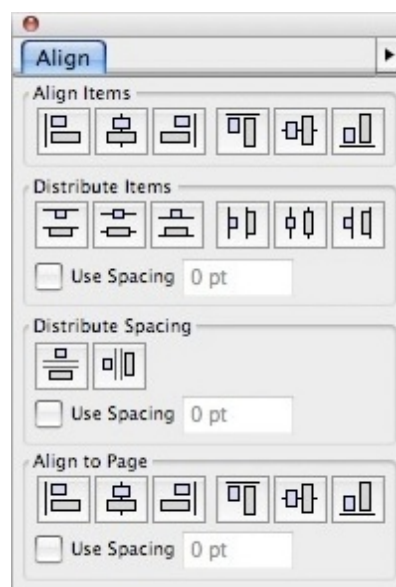 Align
Align Items
Distribute Items
Use Spacing 0 pt
Distribute Spacing
Use Spacing 0 pt
Align to Page
Use Spacing 0 pt